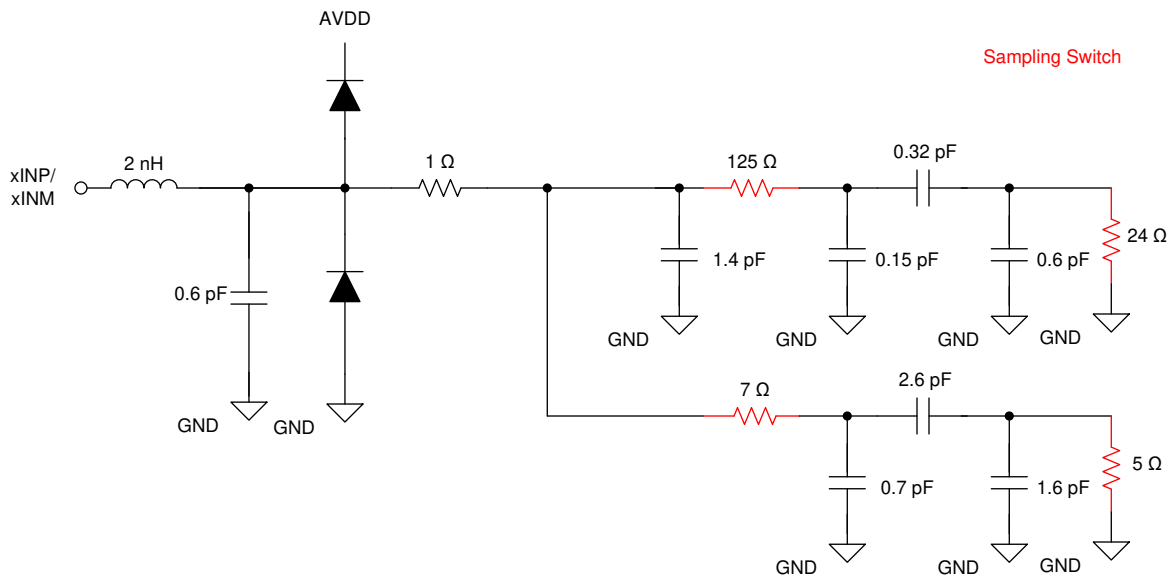 AVDD
Sampling Switch
xINP/
xINM
2 nH
1 Ω
125 Ω
0.32 pF
24 Ω
0.6 pF
1.4 pF
0.15 pF
0.6 pF
GND
GND
GND
GND
7 Ω
2.6 pF
GND
GND
5 Ω
0.7 pF
1.6 pF
GND
GND
GND